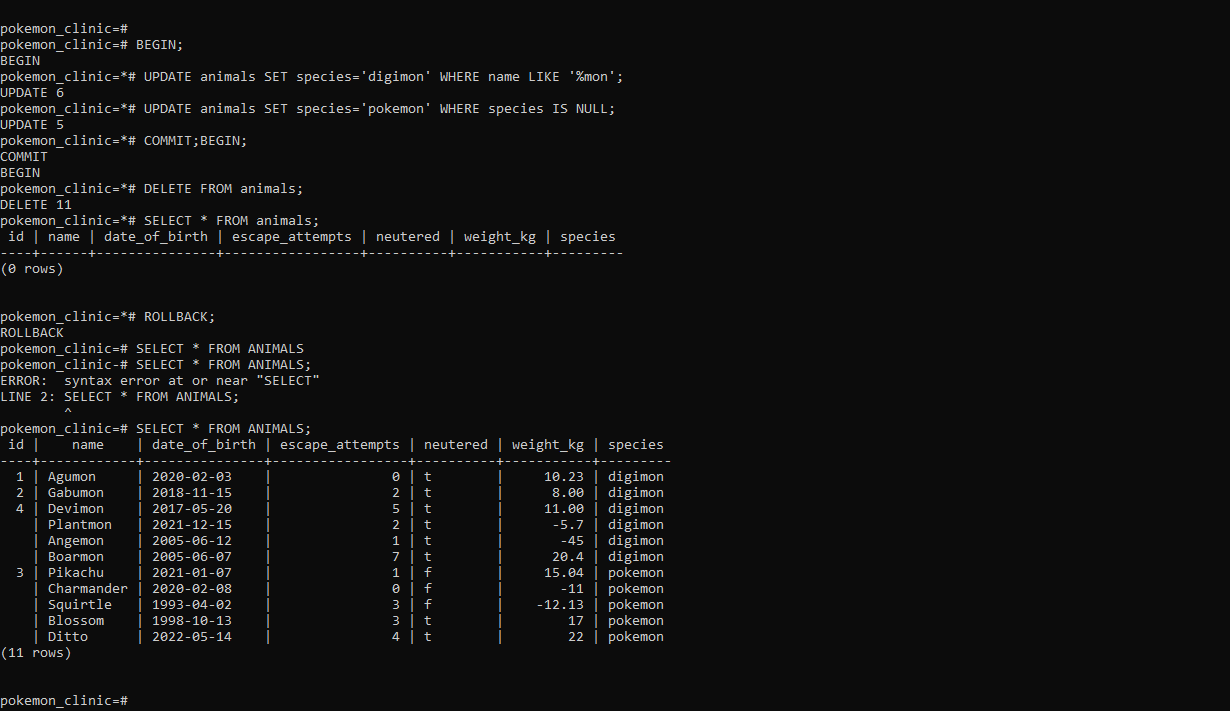 pokemon_clinic=#
pokemon_clinic=# BEGIN;
BEGIN
pokemon_clinic=*# UPDATE animals SET species='digimon' WHERE name LIKE '%mon';
UPDATE 6
pokemon_clinic=*# UPDATE animals SET species='pokemon' WHERE species IS NULL;
UPDATE 5
pokemon_clinic=*# COMMIT;BEGIN;
COMMIT
BEGIN
pokemon_clinic=*# DELETE FROM animals;
DELETE 11
pokemon_clinic=*# SELECT * FROM animals;
 id | name | date_of_birth | escape_attempts | neutered | weight_kg | species
----+------+---------------+-----------------+----------+-----------+---------
(0 rows)
pokemon_clinic=*# ROLLBACK;
ROLLBACK
pokemon_clinic=# SELECT * FROM ANIMALS
pokemon_clinic-# SELECT * FROM ANIMALS;
ERROR:  syntax error at or near "SELECT"
LINE 2: SELECT * FROM ANIMALS;
        ^
pokemon_clinic=# SELECT * FROM ANIMALS;
 id |    name    | date_of_birth | escape_attempts | neutered | weight_kg | species
----+------------+---------------+-----------------+----------+-----------+---------
  1 | Agumon     | 2020-02-03    |               0 | t        |     10.23 | digimon
  2 | Gabumon    | 2018-11-15    |               2 | t        |      8.00 | digimon
  4 | Devimon    | 2017-05-20    |               5 | t        |     11.00 | digimon
    | Plantmon   | 2021-12-15    |               2 | t        |      -5.7 | digimon
    | Angemon    | 2005-06-12    |               1 | t        |       -45 | digimon
    | Boarmon    | 2005-06-07    |               7 | t        |      20.4 | digimon
  3 | Pikachu    | 2021-01-07    |               1 | f        |     15.04 | pokemon
    | Charmander | 2020-02-08    |               0 | f        |       -11 | pokemon
    | Squirtle   | 1993-04-02    |               3 | f        |    -12.13 | pokemon
    | Blossom    | 1998-10-13    |               3 | t        |        17 | pokemon
    | Ditto      | 2022-05-14    |               4 | t        |        22 | pokemon
(11 rows)
pokemon_clinic=#